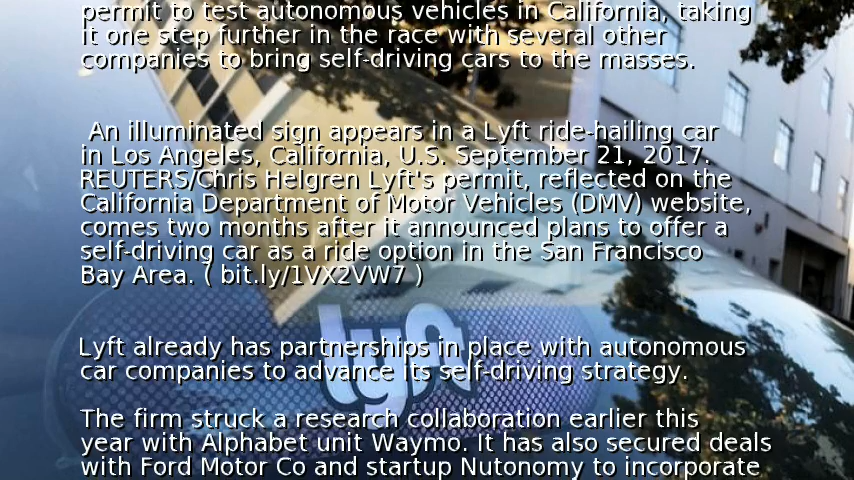 permit to test autonomous vehicles in California, taking
it one step further in the race with several other
companies to bring self-driving cars to the masses.
An illuminated sign appears in a Lyft ride-hailing car
in Los Angeles, California, U.S. September 21, 2017.
REUTERS/Chris Helgren Lyft's permit, reflected on the
California Department of Motor Vehicles (DMV) website,
comes two months after it announced plans to offer a
self-driving car as a ride option in the San Francisco
Bay Area. ( bit.ly/1VX2VW7 )
lyft
Lyft already has partnerships in place with autonomous
car companies to advance its self-driving strategy.
The firm struck a research collaboration earlier this
year with Alphabet unit Waymo. It has also secured deals
with Ford Motor Co and startup Nutonomy to incorporate